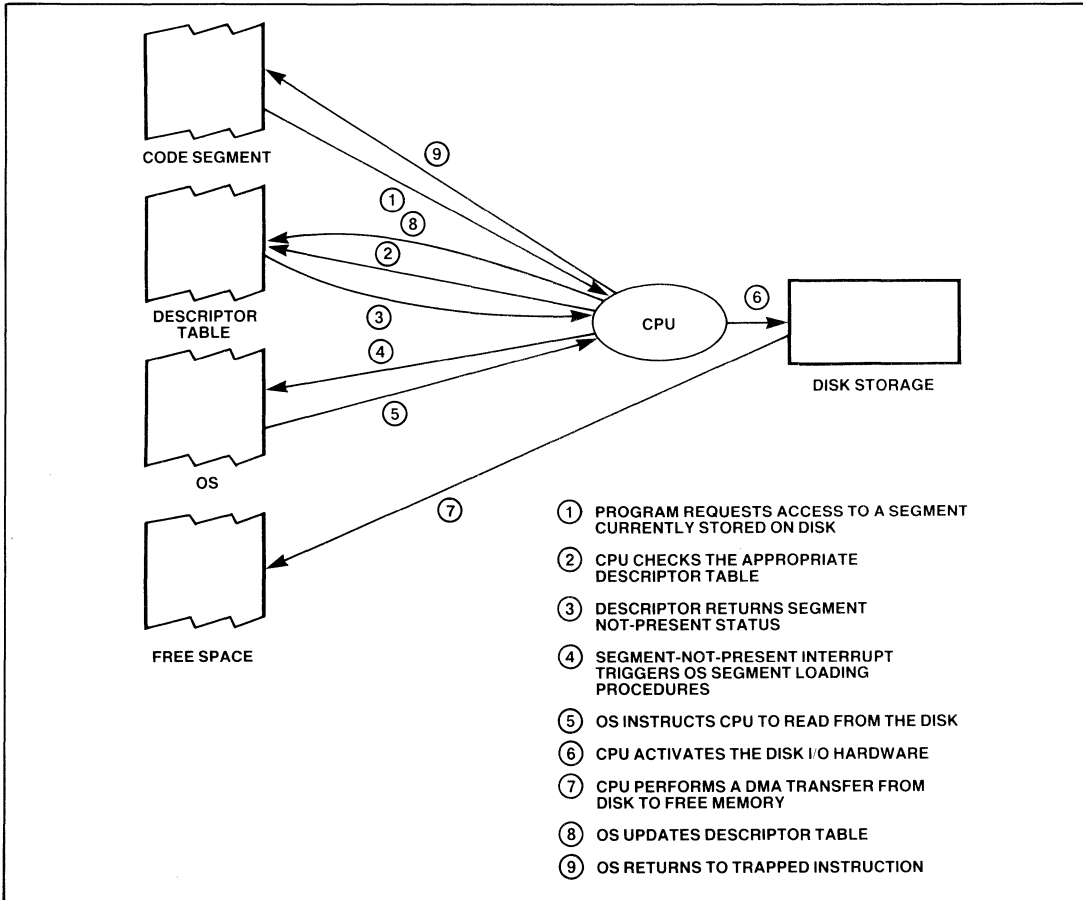 CODE SEGMENT
9
1
8
2
DESCRIPTOR
TABLE
3
4
5
OS
CPU
6
DISK STORAGE
7
FREE SPACE
1 PROGRAM REQUESTS ACCESS TO A SEGMENT
CURRENTLY STORED ON DISK
2 CPU CHECKS THE APPROPRIATE
DESCRIPTOR TABLE
3 DESCRIPTOR RETURNS SEGMENT
NOT-PRESENT STATUS
4 SEGMENT-NOT-PRESENT INTERRUPT
TRIGGERS OS SEGMENT LOADING
PROCEDURES
5 OS INSTRUCTS CPU TO READ FROM THE DISK
6 CPU ACTIVATES THE DISK I/O HARDWARE
7 CPU PERFORMS A DMA TRANSFER FROM
DISK TO FREE MEMORY
8 OS UPDATES DESCRIPTOR TABLE
9 OS RETURNS TO TRAPPED INSTRUCTION